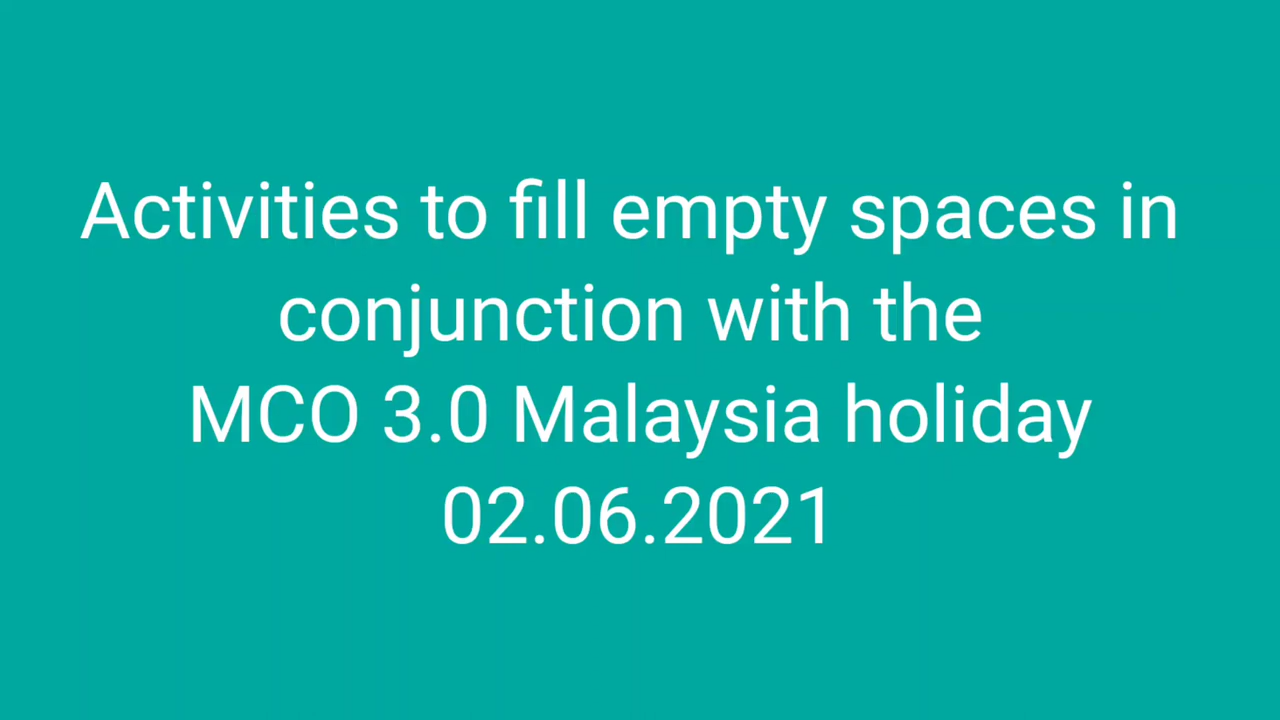 Activities to fill empty spaces in
conjunction with the
MCO 3.0 Malaysia holiday
02.06.2021